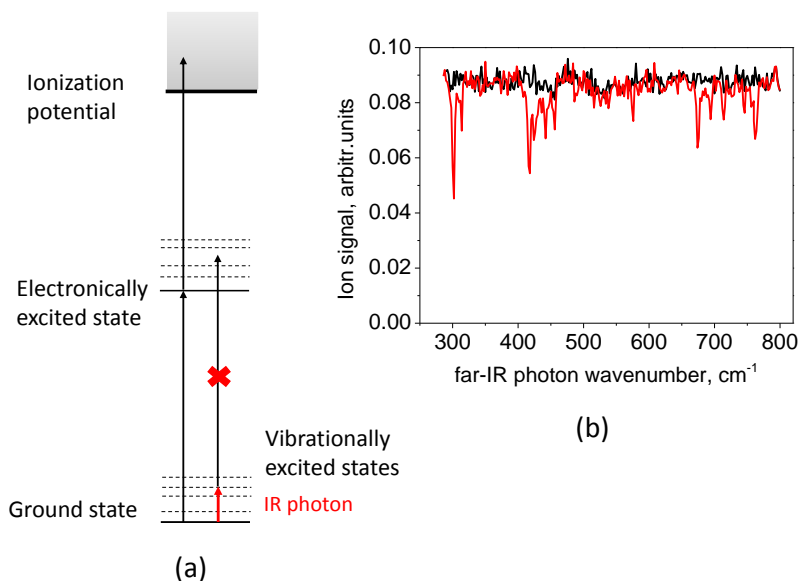 Ionization
potential
Electronically
excited state
Vibrationally
excited states
Ground state
IR photon
(a)
0.10
0.08
0.06
0.04
0.02
0.00
Ion signal, arbitr.units
300 400 500 600 700 800
far-IR photon wavenumber, cm⁻¹
(b)